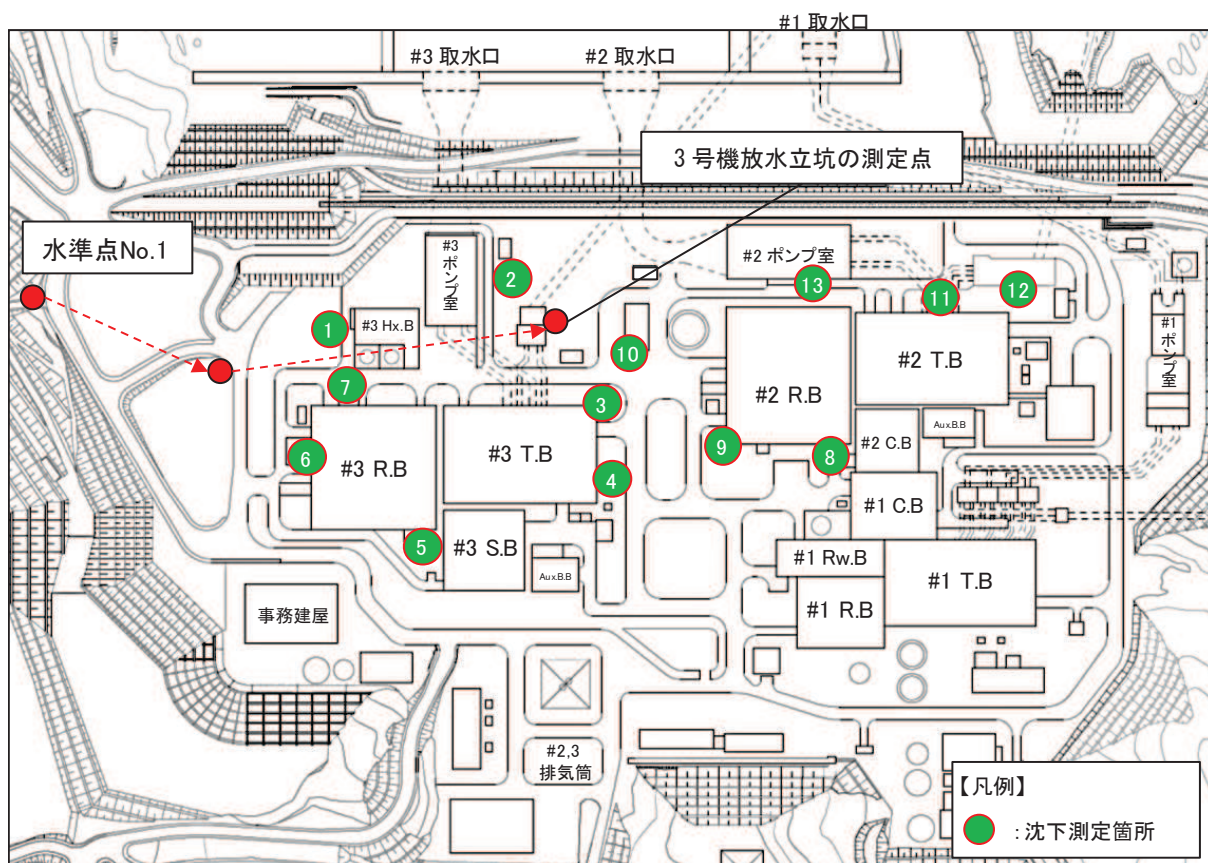 #1 取水口
#3 取水口
#2 取水口
3号機放水立坑の測定点
水準点No.1
#3 ポンプ室
2
#2 ポンプ室
13
11
12
1
#3 Hx.B
10
#1 ポンプ室
#2 T.B
7
3
#2 R.B
Aux.B.B
6
#3 R.B
#3 T.B
9
8
#2 C.B
4
#1 C.B
5
#3 S.B
#1 Rw.B
Aux.B.B
#1 T.B
#1 R.B
事務建屋
#2,3
排気筒
【凡例】
:沈下測定箇所